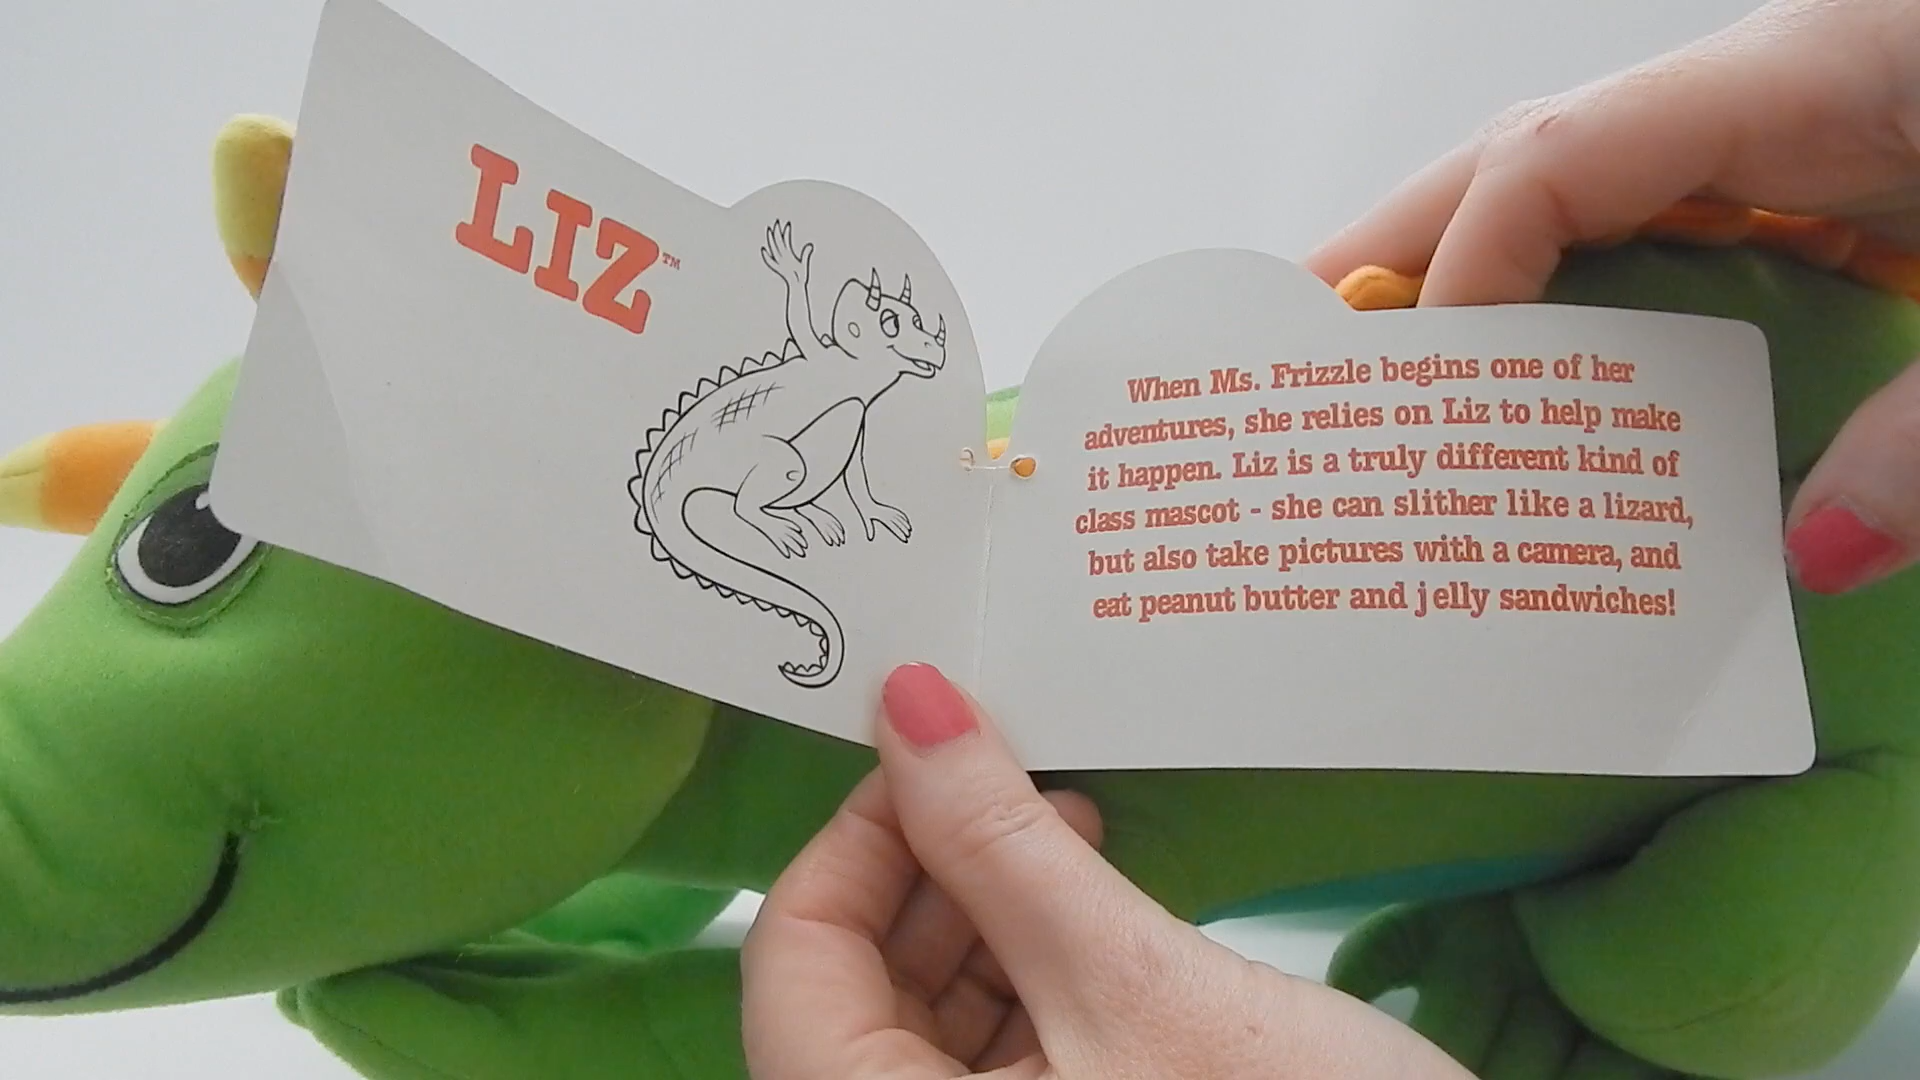 LIZ™
When Ms. Frizzle begins one of her
adventures, she relies on Liz to help make
it happen. Liz is a truly different kind of
class mascot - she can slither like a lizard,
but also take pictures with a camera, and
eat peanut butter and jelly sandwiches!